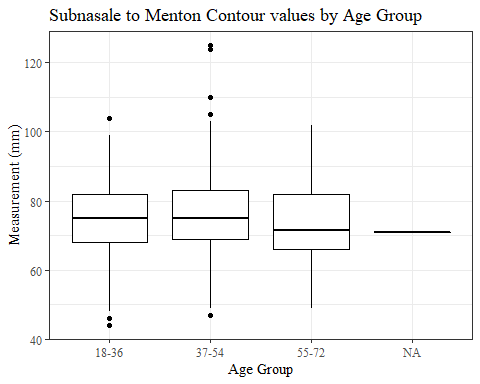 Subnasale to Menton Contour values by Age Group
Measurement (mm)
120
100
80
60
40
18-36 37-54 55-72 NA
Age Group